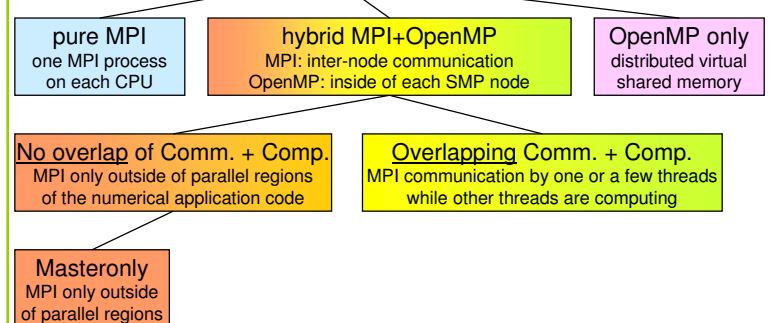 pure MPI
one MPI process
on each CPU
hybrid MPI+OpenMP
MPI: inter-node communication
OpenMP: inside of each SMP node
OpenMP only
distributed virtual
shared memory
No overlap of Comm. + Comp.
MPI only outside of parallel regions
of the numerical application code
Overlapping Comm. + Comp.
MPI communication by one or a few threads
while other threads are computing
Masteronly
MPI only outside
of parallel regions